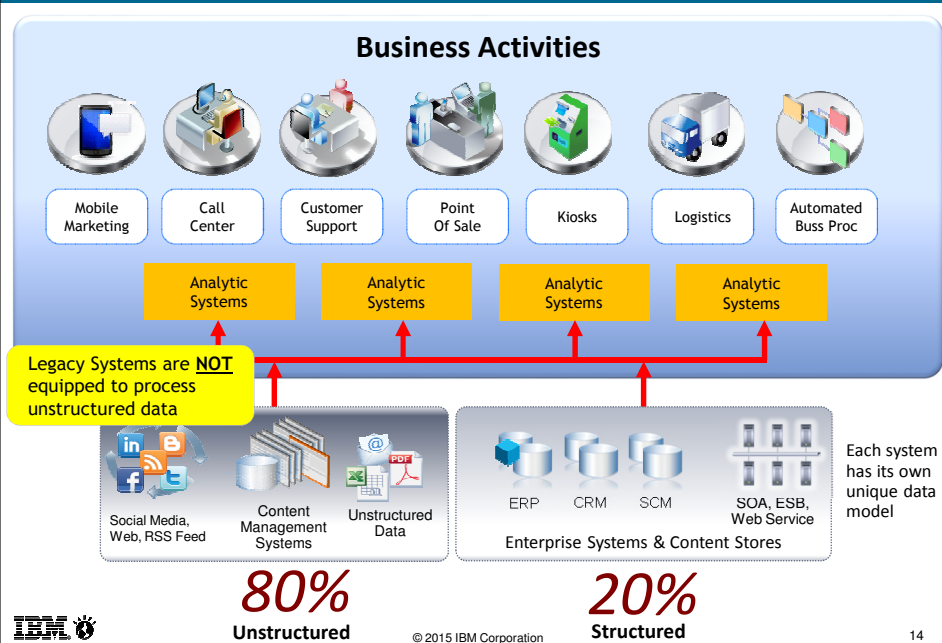 Business Activities
Mobile
Marketing
Call
Center
Customer
Support
Point
Of Sale
Kiosks
Logistics
Automated
Buss Proc
Analytic
Systems
Analytic
Systems
Analytic
Systems
Analytic
Systems
Legacy Systems are NOT
equipped to process
unstructured data
in
f
t
@
PDF
Social Media,
Web, RSS Feed
Content
Management
Systems
Unstructured
Data
ERP
CRM
SCM
SOA, ESB,
Web Service
Enterprise Systems & Content Stores
Each system
has its own
unique data
model
80%
Unstructured
20%
Structured
IBM
© 2015 IBM Corporation
14